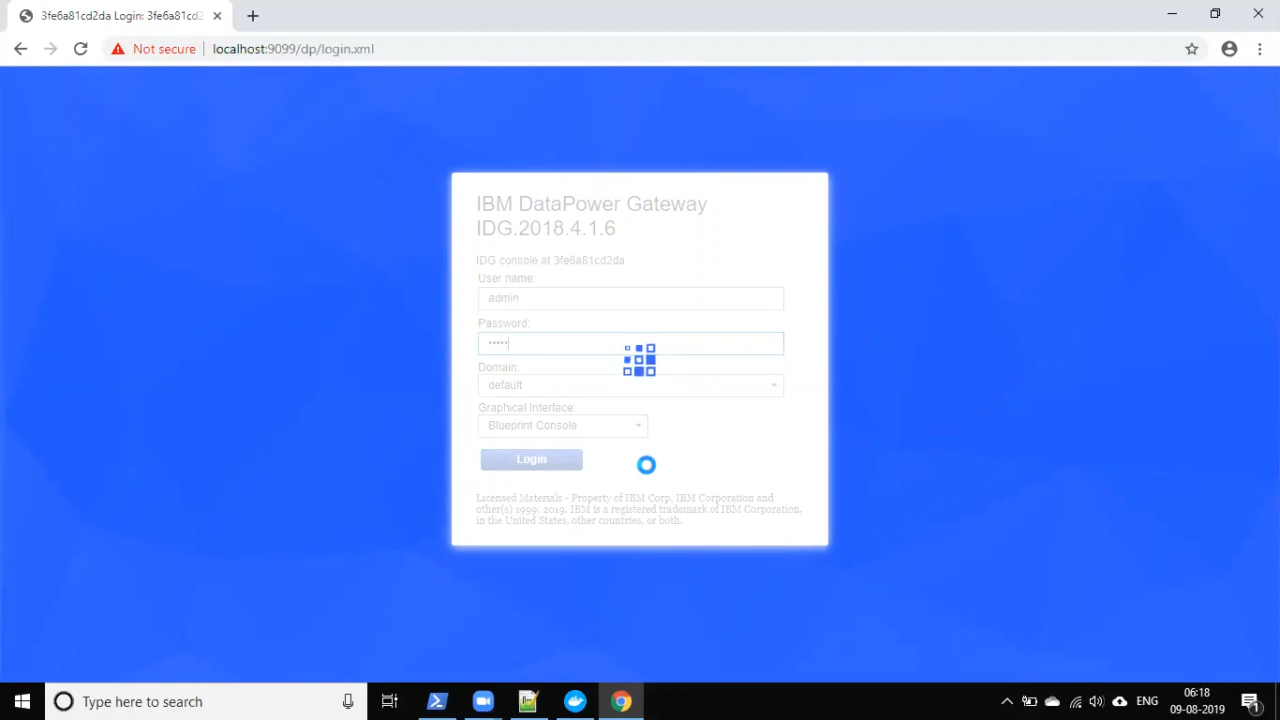 3fe6a81cd2da Login: 3fe6a81cd2
Not secure
localhost:9099/dp/login.xml
IBM DataPower Gateway
IDG.2018.4.1.6
IDG console at 3fe6a81cd2da
User name:
admin
Password:
•••••
Domain:
default
Graphical Interface:
Blueprint Console
Login
Licensed Materials - Property of IBM Corp, IBM Corporation and
other(s) 1999, 2019. IBM is a registered trademark of IBM Corporation,
in the United States, other countries, or both.
Type here to search
ENG
06:18
09-08-2019
1